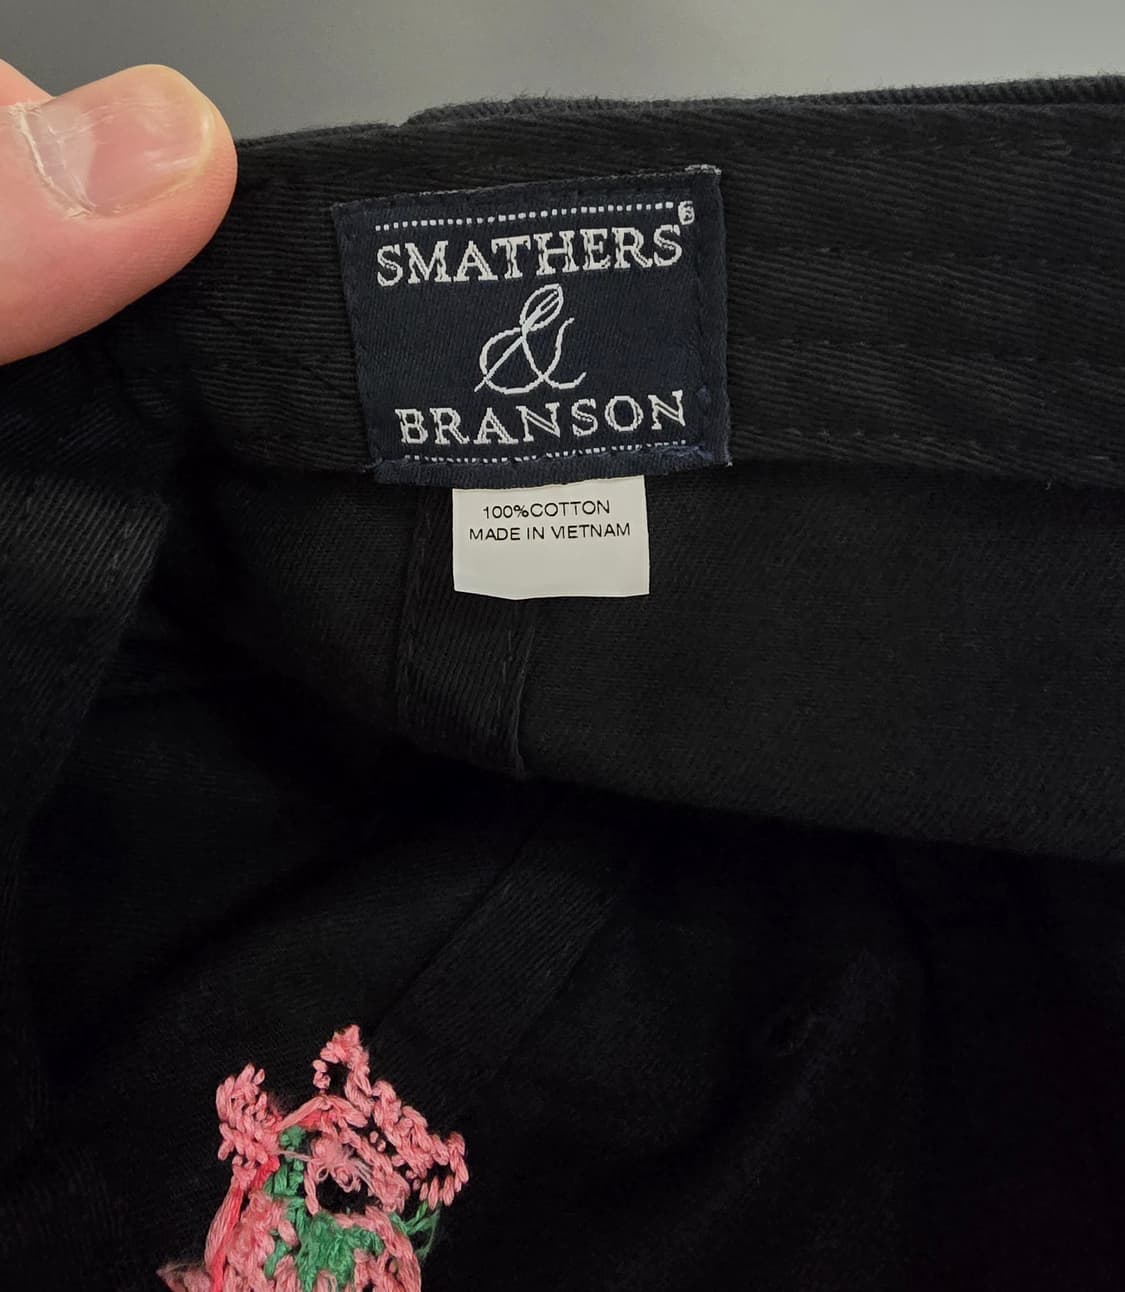 SMATHERS
&
BRANSON
100%COTTON
MADE IN VIETNAM